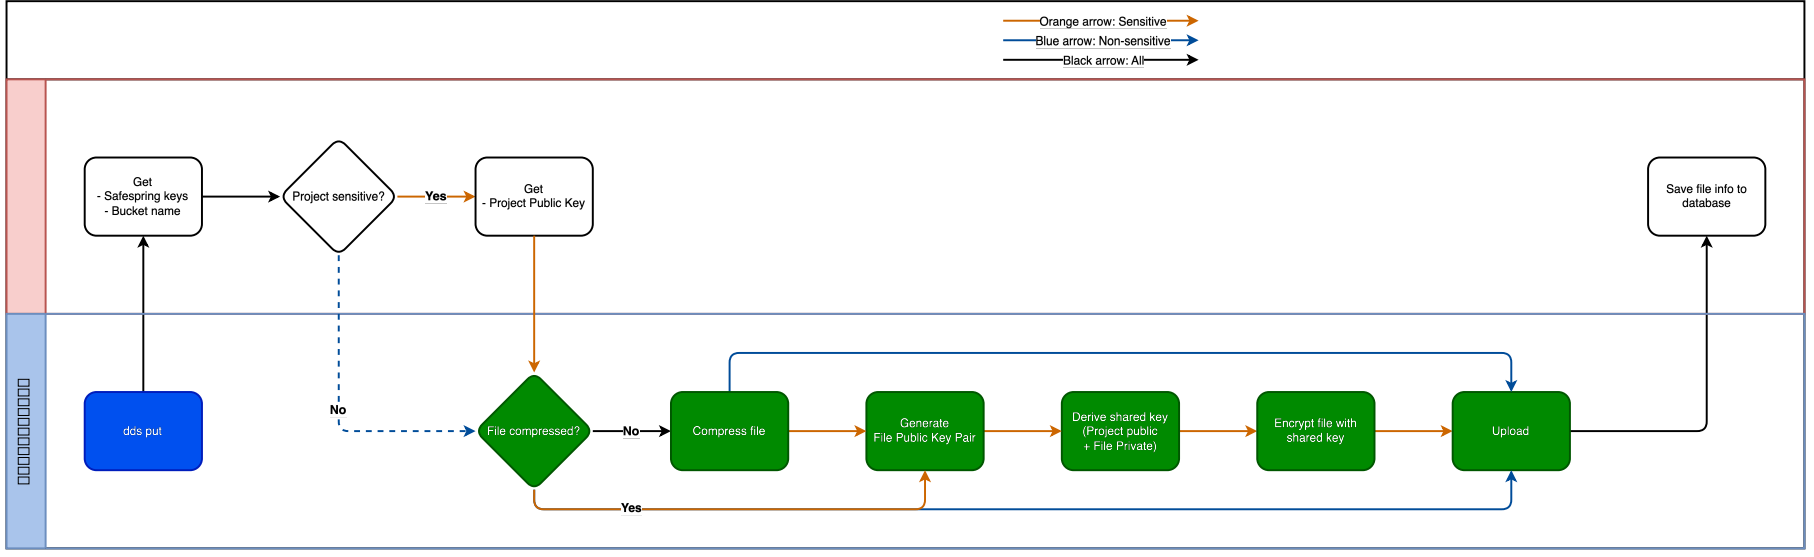 Orange arrow: Sensitive
Blue arrow: Non-sensitive
Black arrow: All
Get
- Safespring keys
- Bucket name
Project sensitive?
Yes
Get
- Project Public Key
Save file info to
database
No
dds put
File compressed?
No
Compress file
Generate
File Public Key Pair
Derive shared key
(Project public
+ File Private)
Encrypt file with
shared key
Upload
Yes